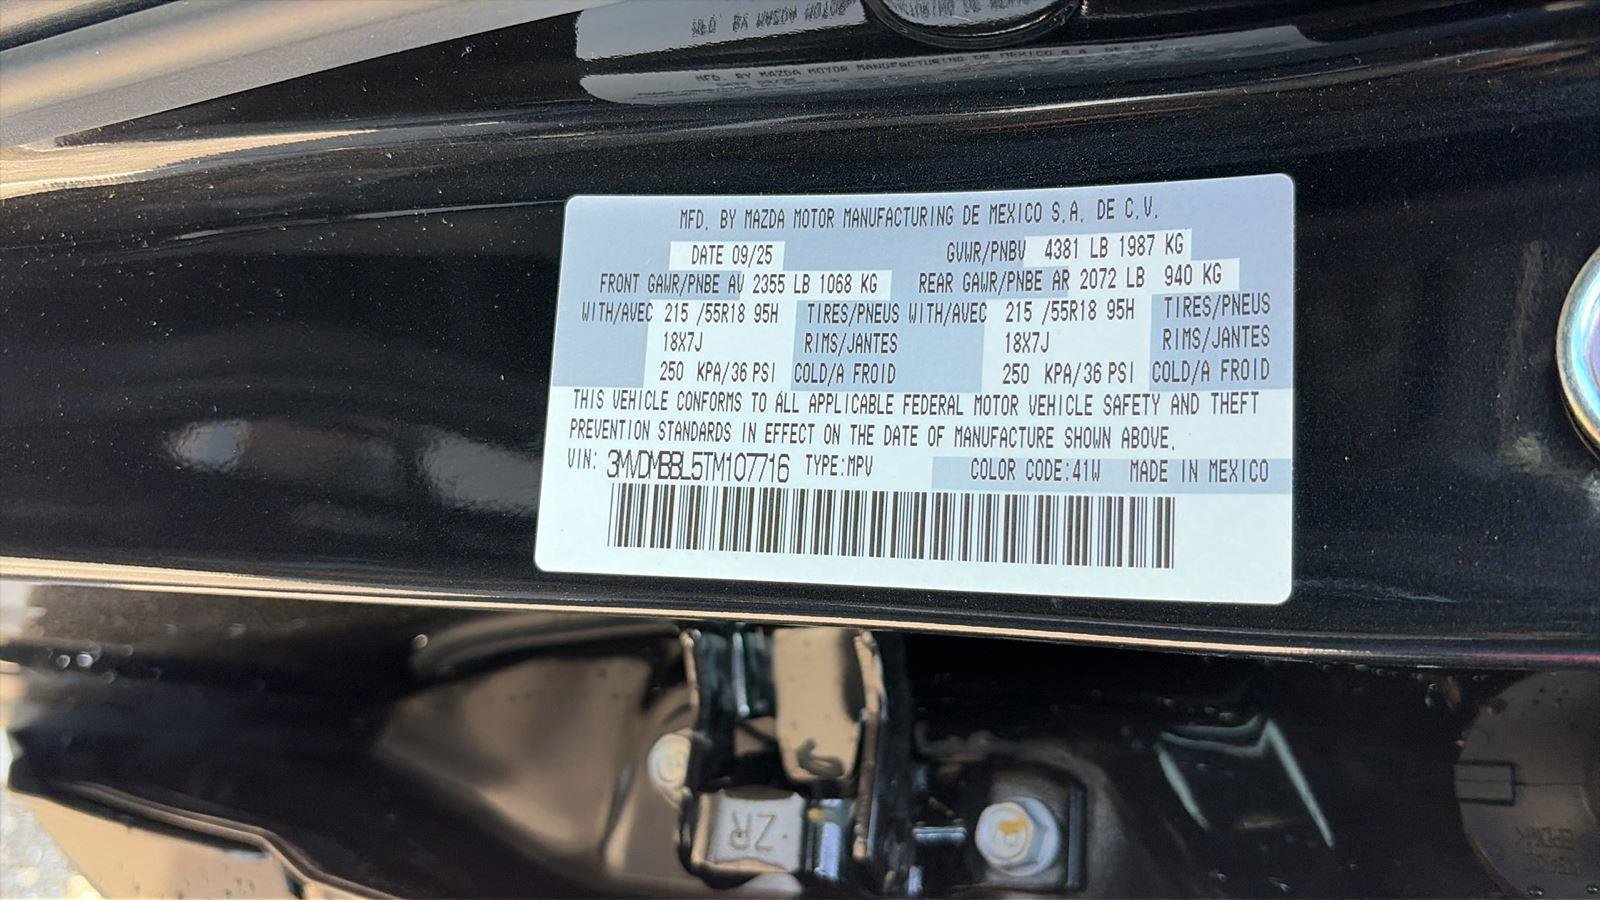 MFD. BY MAZDA MOTOR MANUFACTURING DE MEXICO S.A. DE C.V.
DATE 09/25 GVWR/PNBV 4381 LB 1987 KG
FRONT GAWR/PNBE AV 2355 LB 1068 KG REAR GAWR/PNBE AR 2072 LB 940 KG
WITH/AVEC 215 /55R18 95H TIRES/PNEUS WITH/AVEC 215 /55R18 95H TIRES/PNEUS
18X7J RIMS/JANTES 18X7J RIMS/JANTES
250 KPA/36 PSI COLD/A FROID 250 KPA/36 PSI COLD/A FROID
THIS VEHICLE CONFORMS TO ALL APPLICABLE FEDERAL MOTOR VEHICLE SAFETY AND THEFT
PREVENTION STANDARDS IN EFFECT ON THE DATE OF MANUFACTURE SHOWN ABOVE.
VIN: 3MVDMBBL5TM107716 TYPE:MPV COLOR CODE:41W MADE IN MEXICO
ZR